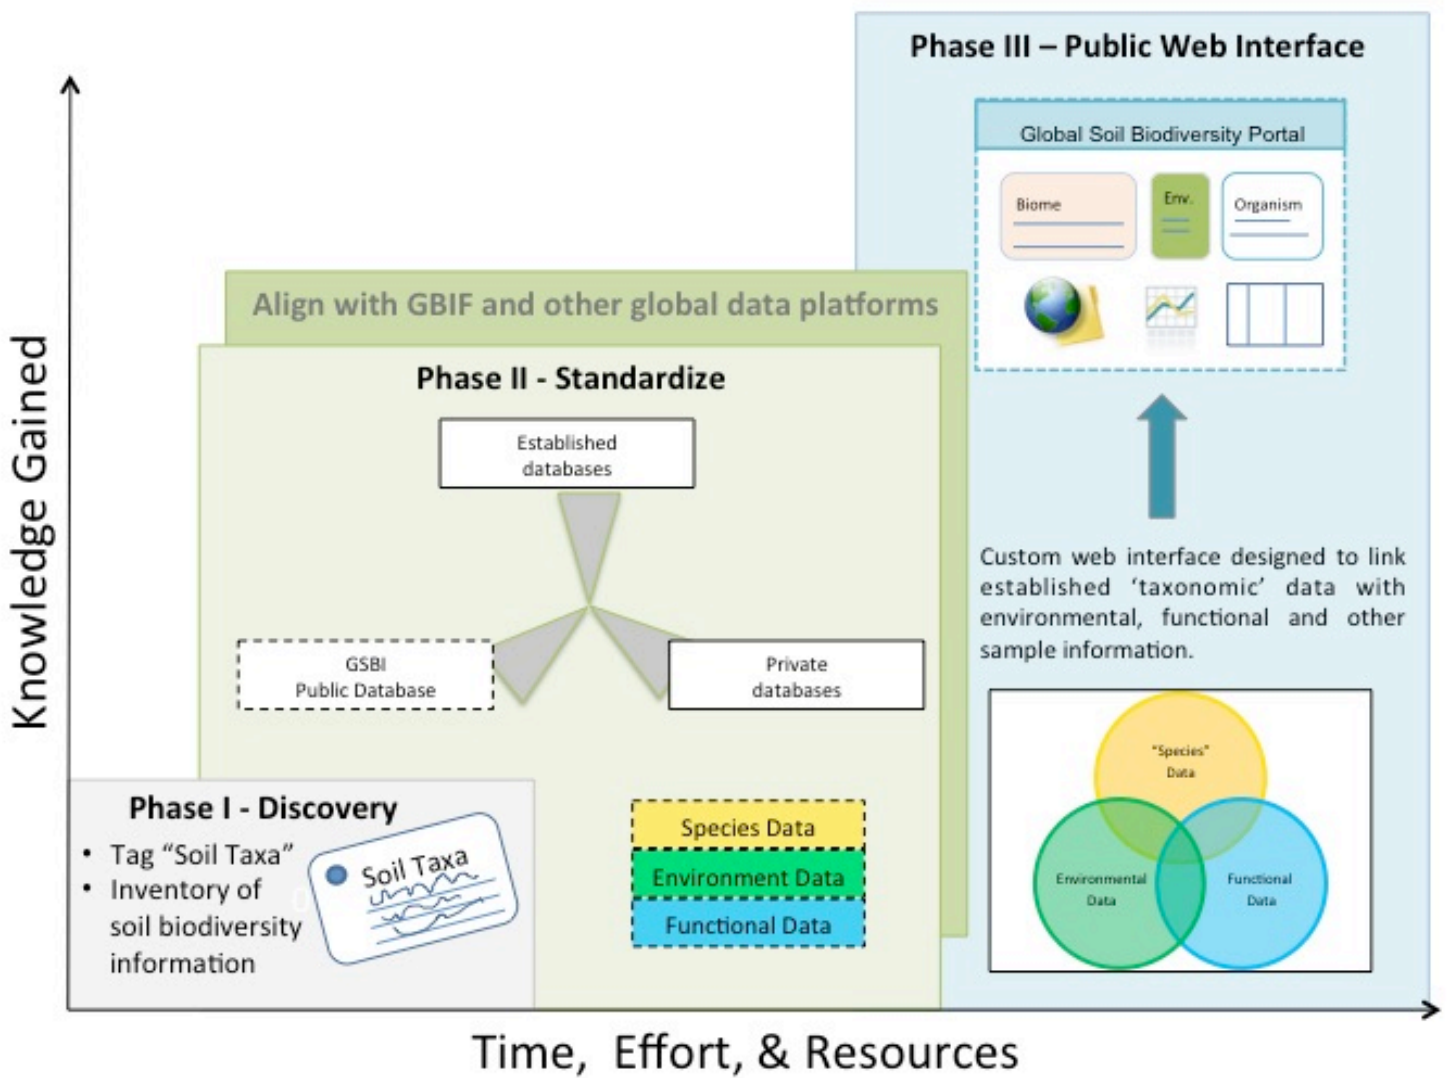 Phase III – Public Web Interface
Global Soil Biodiversity Portal
Biome
Env.
Organism
Align with GBIF and other global data platforms
Phase II - Standardize
Established
databases
GSBI
Public Database
Private
databases
Custom web interface designed to link
established ‘taxonomic’ data with
environmental, functional and other
sample information.
“Species”
Data
Environmental
Data
Functional
Data
Phase I - Discovery
• Tag “Soil Taxa”
• Inventory of
soil biodiversity
information
Soil Taxa
Species Data
Environment Data
Functional Data
Knowledge Gained
Time, Effort, & Resources